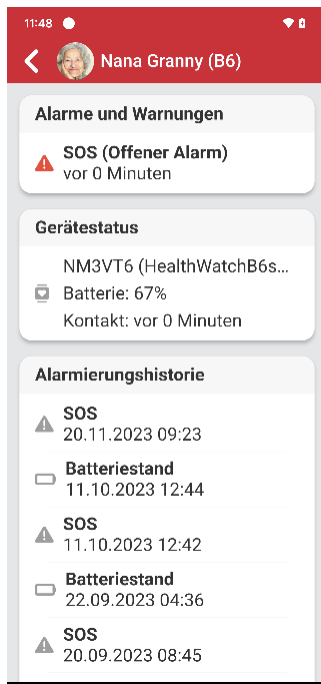 11:48
Nana Granny (B6)
Alarme und Warnungen
SOS (Offener Alarm)
vor 0 Minuten
Gerätestatus
NM3VT6 (HealthWatchB6s...
Batterie: 67%
Kontakt: vor 0 Minuten
Alarmierungshistorie
SOS
20.11.2023 09:23
Batteriestand
11.10.2023 12:44
SOS
11.10.2023 12:42
Batteriestand
22.09.2023 04:36
SOS
20.09.2023 08:45